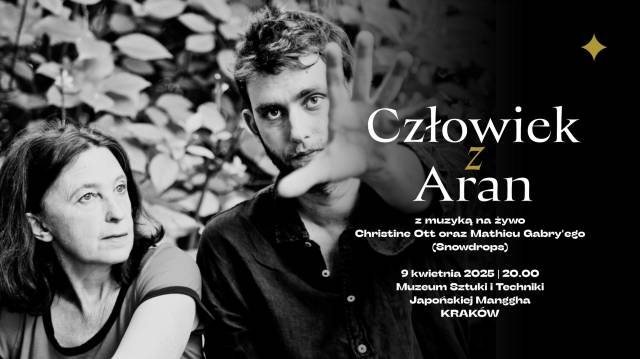 Człowiek
z
Aran
z muzyką na żywo
Christine Ott oraz Mathieu Gabry'ego
(Snowdrops)
9 kwietnia 2025 | 20.00
Muzeum Sztuki i Techniki
Japońskiej Manggha
KRAKÓW